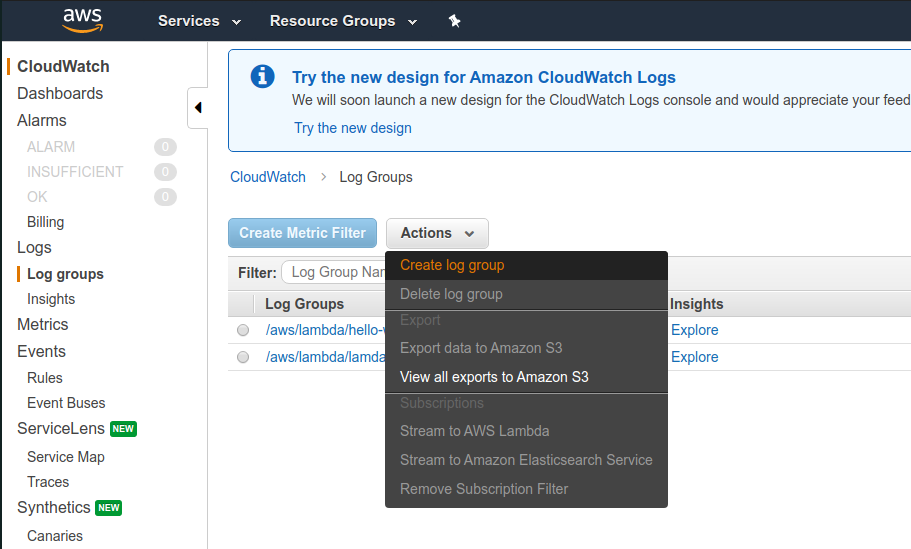 aws Services Resource Groups
CloudWatch
Dashboards
Alarms
ALARM 0
INSUFFICIENT 0
OK 0
Billing
Logs
Log groups
Insights
Metrics
Events
Rules
Event Buses
ServiceLens NEW
Service Map
Traces
Synthetics NEW
Canaries
Try the new design for Amazon CloudWatch Logs
We will soon launch a new design for the CloudWatch Logs console and would appreciate your feed
Try the new design
CloudWatch > Log Groups
Create Metric Filter Actions
Filter: Log Group Nar
Log Groups Insights
/aws/lambda/hello-w Explore
/aws/lambda/lamda Explore
Create log group
Delete log group
Export
Export data to Amazon S3
View all exports to Amazon S3
Subscriptions
Stream to AWS Lambda
Stream to Amazon Elasticsearch Service
Remove Subscription Filter